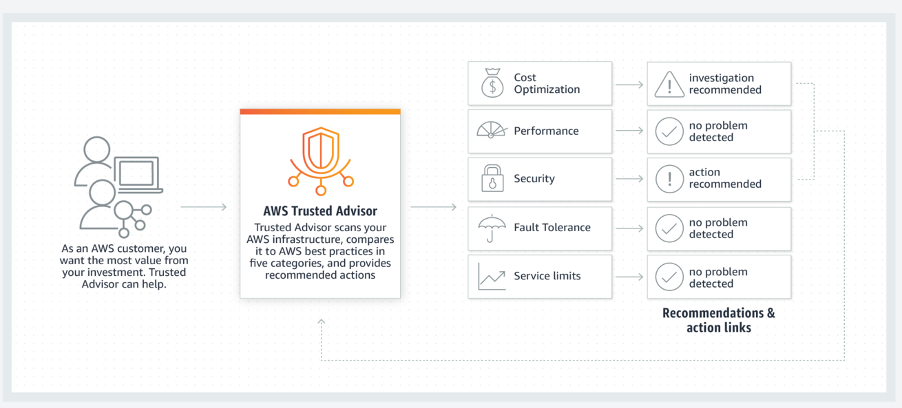 As an AWS customer, you
want the most value from
your investment. Trusted
Advisor can help.
AWS Trusted Advisor
Trusted Advisor scans your
AWS infrastructure, compares
it to AWS best practices in
five categories, and provides
recommended actions
Cost
Optimization
investigation
recommended
Performance
no problem
detected
Security
action
recommended
Fault Tolerance
no problem
detected
Service limits
no problem
detected
Recommendations &
action links